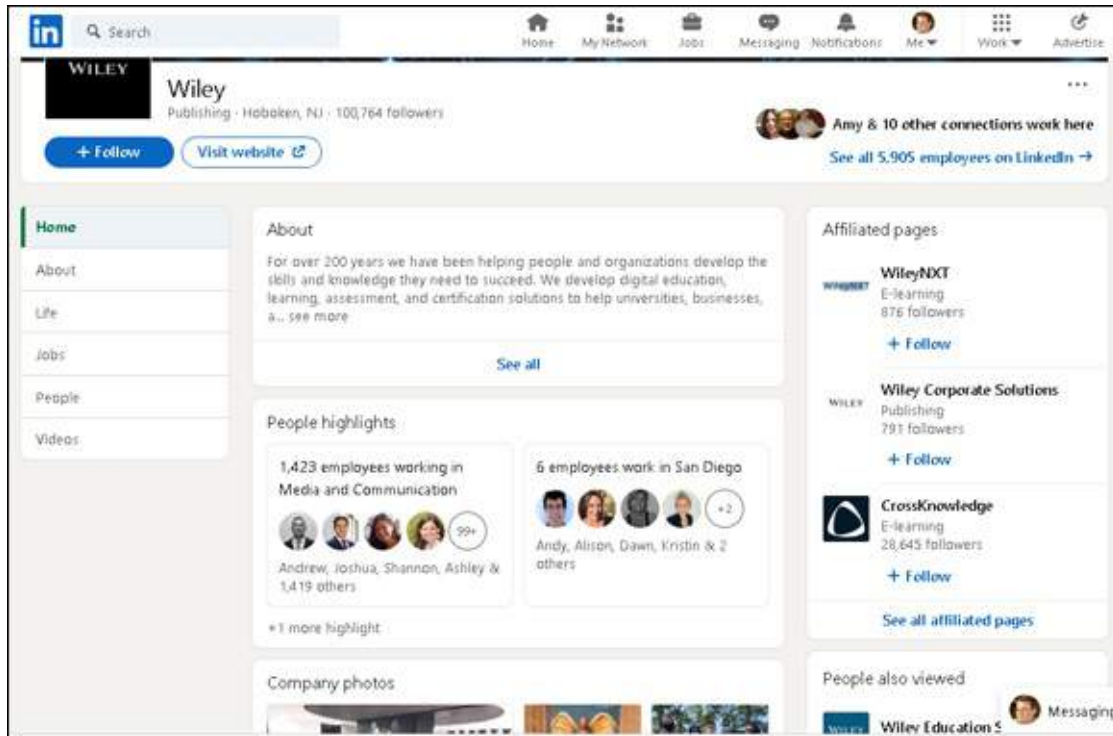 in
Search
Home
My Network
Jobs
Messaging
Notifications
Me
Work
Advertise
WILEY
Wiley
Publishing · Hoboken, NJ · 100,764 followers
+ Follow
Visit website
...
Amy & 10 other connections work here
See all 5,905 employees on LinkedIn →
Home
About
Life
Jobs
People
Videos
About
For over 200 years we have been helping people and organizations develop the
skills and knowledge they need to succeed. We develop digital education,
learning, assessment, and certification solutions to help universities, businesses,
a... see more
See all
People highlights
1,423 employees working in
Media and Communication
99+
Andrew, Joshua, Shannon, Ashley &
1,419 others
6 employees work in San Diego
+2
Andy, Alison, Dawn, Kristin & 2
others
+1 more highlight
Company photos
Affiliated pages
WileyNXT
WileyNXT
E-learning
876 followers
+ Follow
WILEY
Wiley Corporate Solutions
Publishing
791 followers
+ Follow
CrossKnowledge
E-learning
28,645 followers
+ Follow
See all affiliated pages
People also viewed
WILEY
Wiley Education S
Messaging